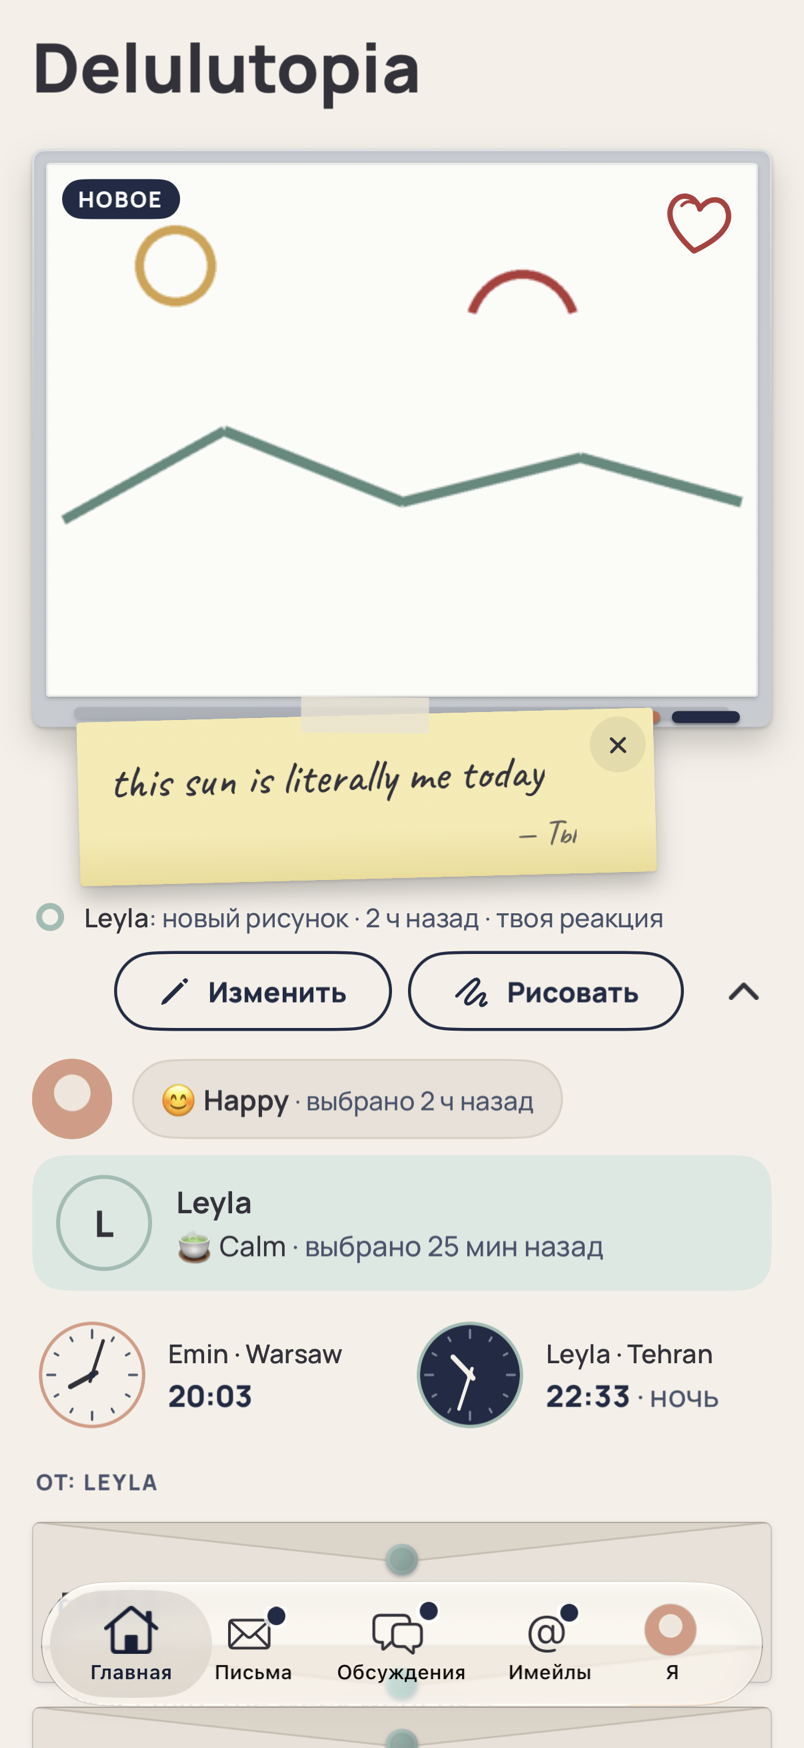 Delulutopia
НОВОЕ
this sun is literally me today
— Ты
Leyla: новый рисунок · 2 ч назад · твоя реакция
Изменить
Рисовать
😊 Happy · выбрано 2 ч назад
L
Leyla
🍵 Calm · выбрано 25 мин назад
Emin · Warsaw
20:03
Leyla · Tehran
22:33 · ночь
ОТ: LEYLA
Главная
Письма
Обсуждения
@
Имейлы
Я